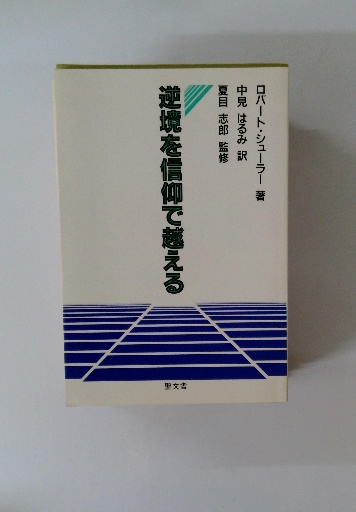 ロバート・シューラー 著
中見 はるみ 訳
夏目 志郎 監修
逆境を信仰で越える
聖文舎